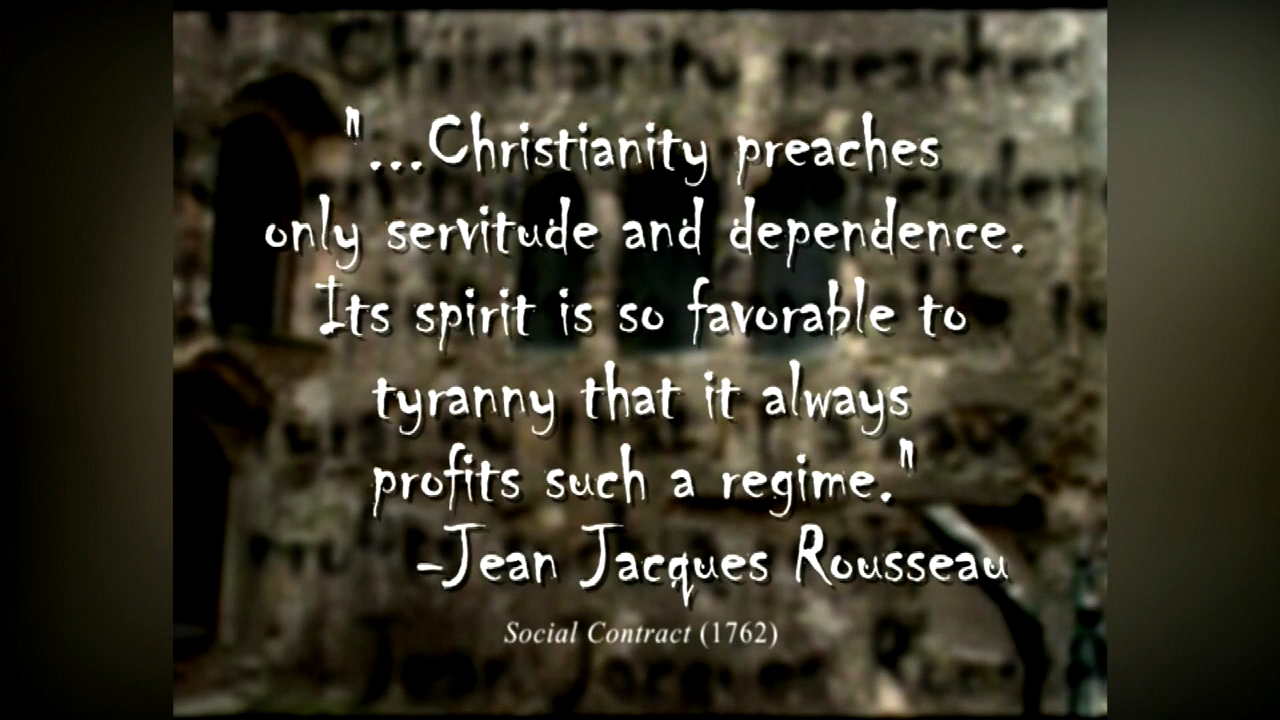 "...Christianity preaches
only servitude and dependence.
Its spirit is so favorable to
tyranny that it always
profits such a regime."
-Jean Jacques Rousseau
Social Contract (1762)